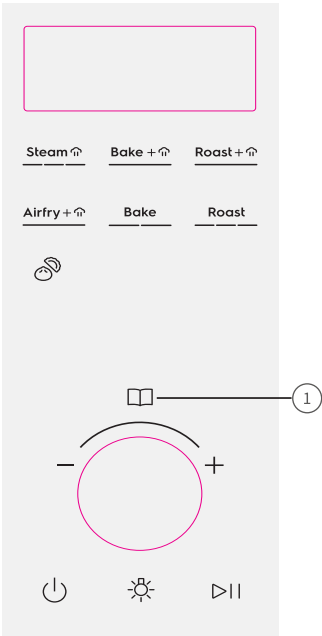 Steam Bake + Roast +
Airfry + Bake Roast
1
− +